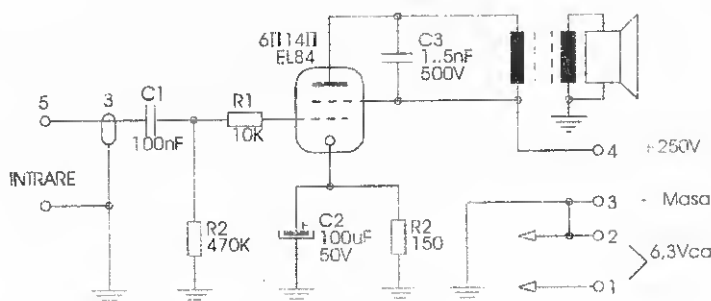 6П14П
EL84
C3
1..5nF
500V
5
3
C1
100nF
R1
10K
4
+250V
INTRARE
3
- Masa
2
6,3Vca
1
R2
470K
C2
+
100uF
50V
R2
150